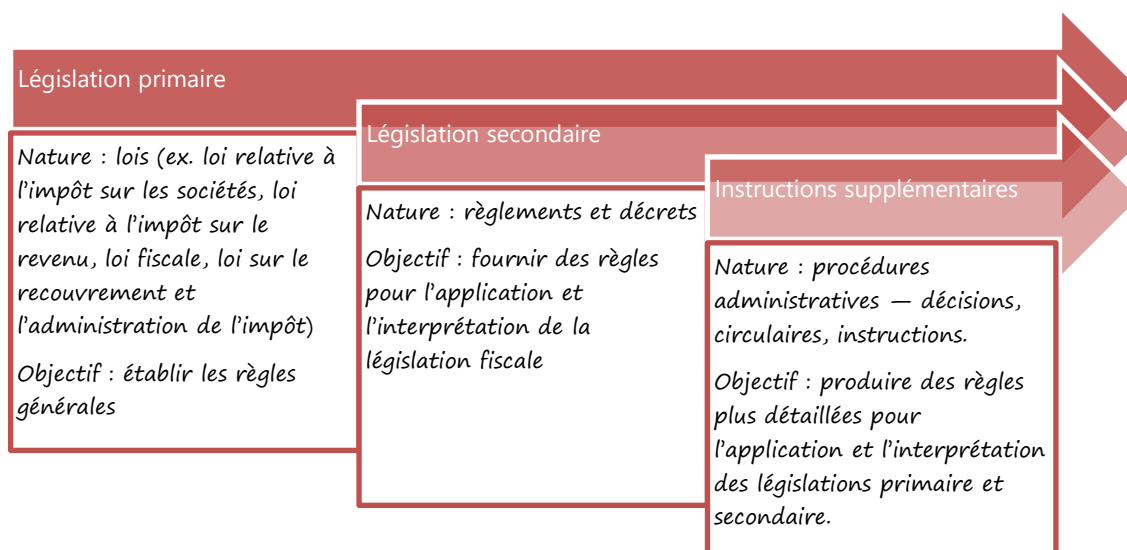 Législation primaire
Nature : lois (ex. loi relative à
l’impôt sur les sociétés, loi
relative à l’impôt sur le
revenu, loi fiscale, loi sur le
recouvrement et
l’administration de l’impôt)
Objectif : établir les règles
générales
Législation secondaire
Nature : règlements et décrets
Objectif : fournir des règles
pour l’application et
l’interprétation de la
législation fiscale
Instructions supplémentaires
Nature : procédures
administratives — décisions,
circulaires, instructions.
Objectif : produire des règles
plus détaillées pour
l’application et l’interprétation
des législations primaire et
secondaire.